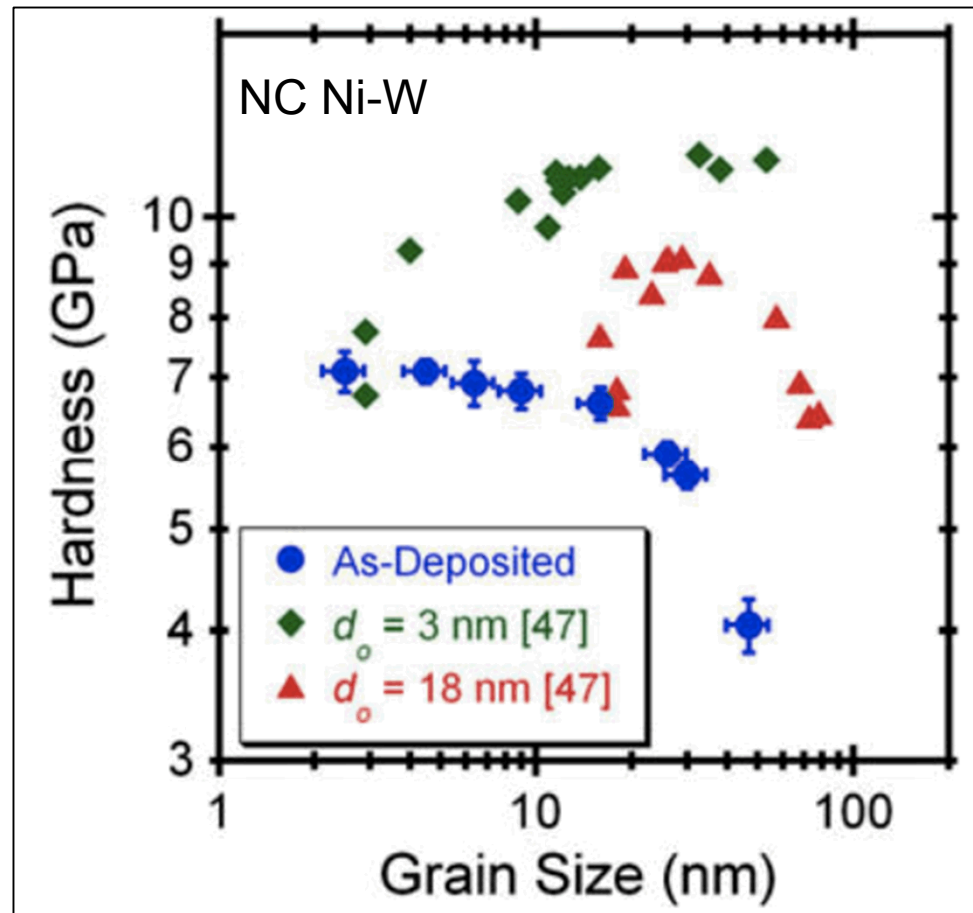 NC Ni-W
Hardness (GPa)
10
9
8
7
6
5
4
3
As-Deposited
dₒ = 3 nm [47]
dₒ = 18 nm [47]
1 10 100
Grain Size (nm)